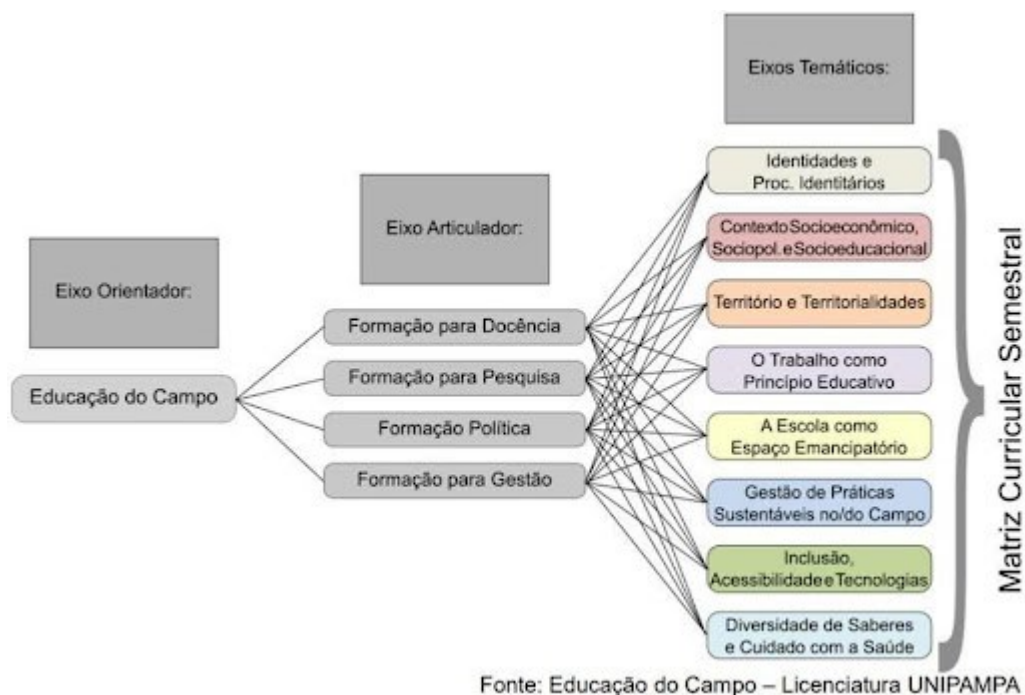 Eixo Orientador:
Educação do Campo
Eixo Articulador:
Formação para Docência
Formação para Pesquisa
Formação Política
Formação para Gestão
Eixos Temáticos:
Identidades e
Proc. Identitários
Contexto Socioeconômico,
Sociopol. e Socioeducacional
Território e Territorialidades
O Trabalho como
Princípio Educativo
A Escola como
Espaço Emancipatório
Gestão de Práticas
Sustentáveis no/do Campo
Inclusão,
Acessibilidade e Tecnologias
Diversidade de Saberes
e Cuidado com a Saúde
Matriz Curricular Semestral
Fonte: Educação do Campo – Licenciatura UNIPAMPA